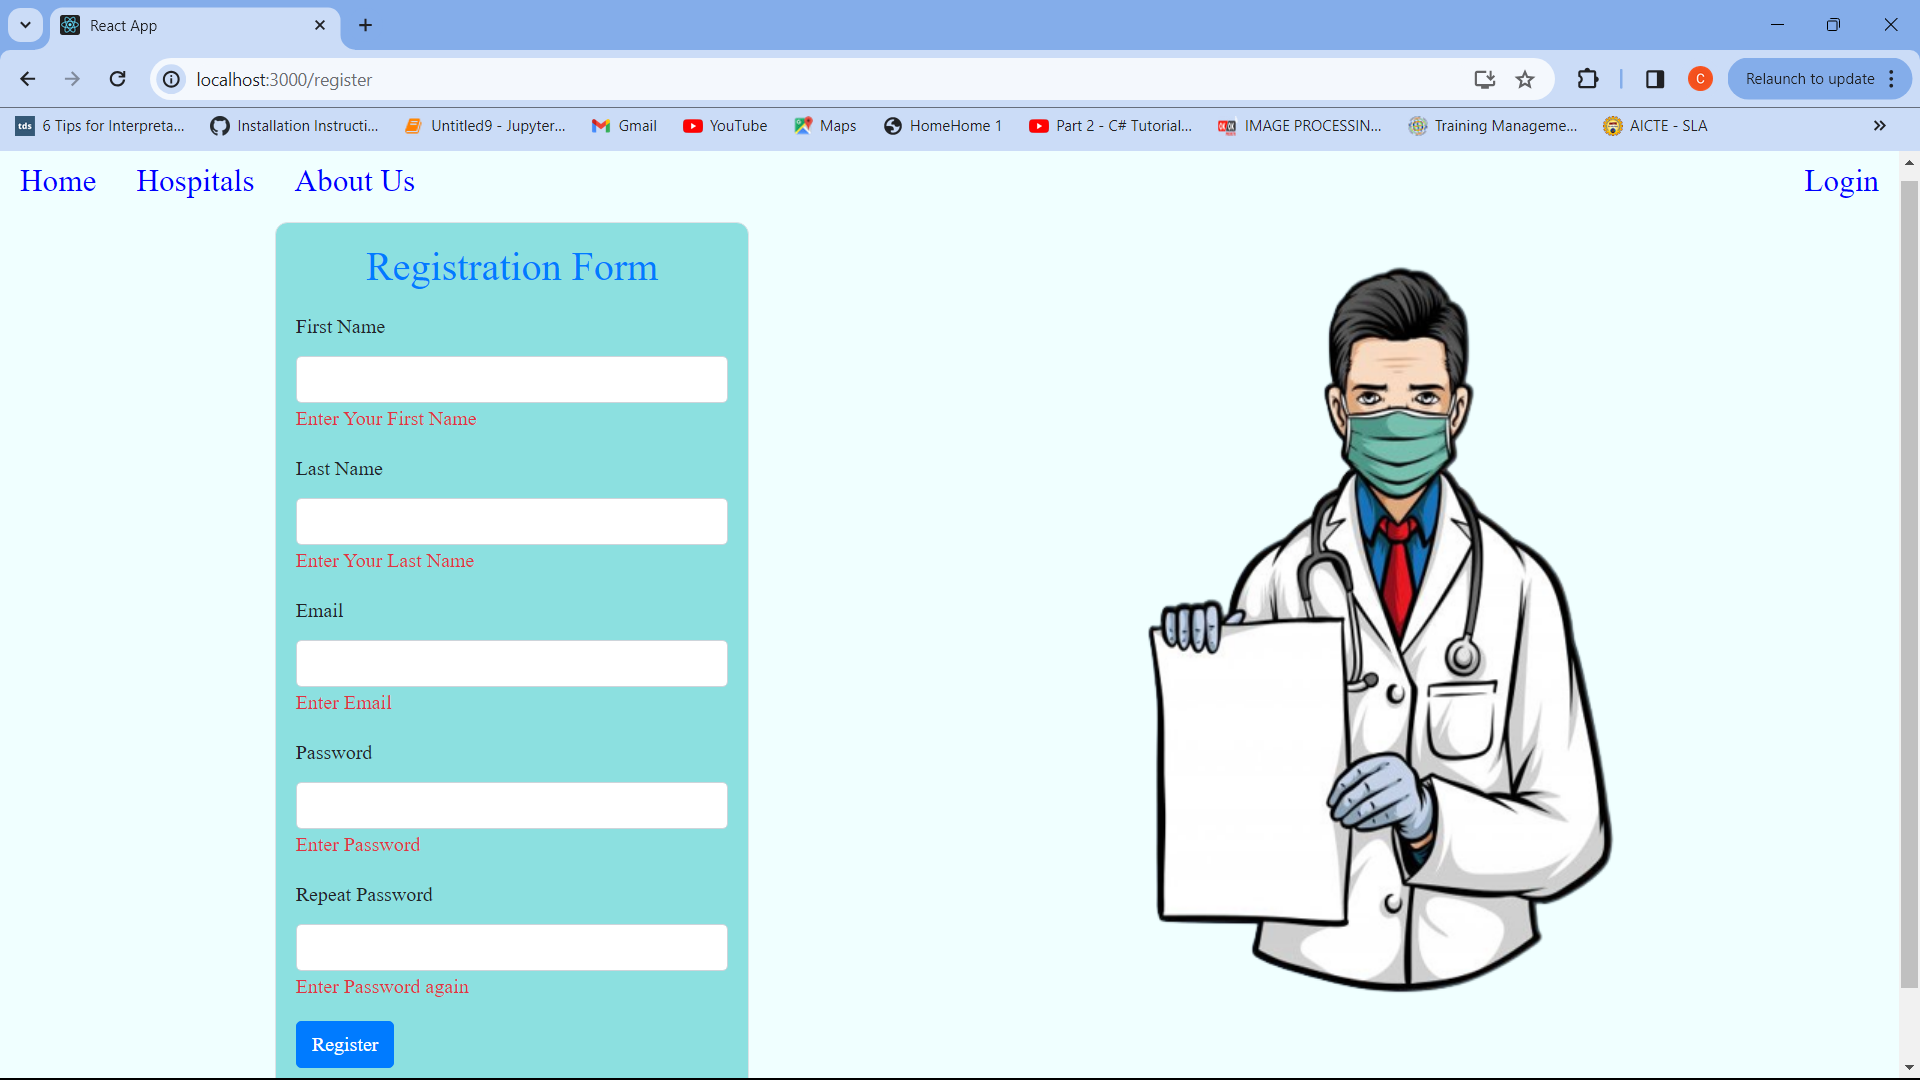 React App
localhost:3000/register
Relaunch to update
C
tds 6 Tips for Interpreta... Installation Instructi... Untitled9 - Jupyter... Gmail YouTube Maps HomeHome 1 Part 2 - C# Tutorial... IMAGE PROCESSIN... Training Manageme... AICTE - SLA
Home Hospitals About Us Login
Registration Form
First Name
Enter Your First Name
Last Name
Enter Your Last Name
Email
Enter Email
Password
Enter Password
Repeat Password
Enter Password again
Register